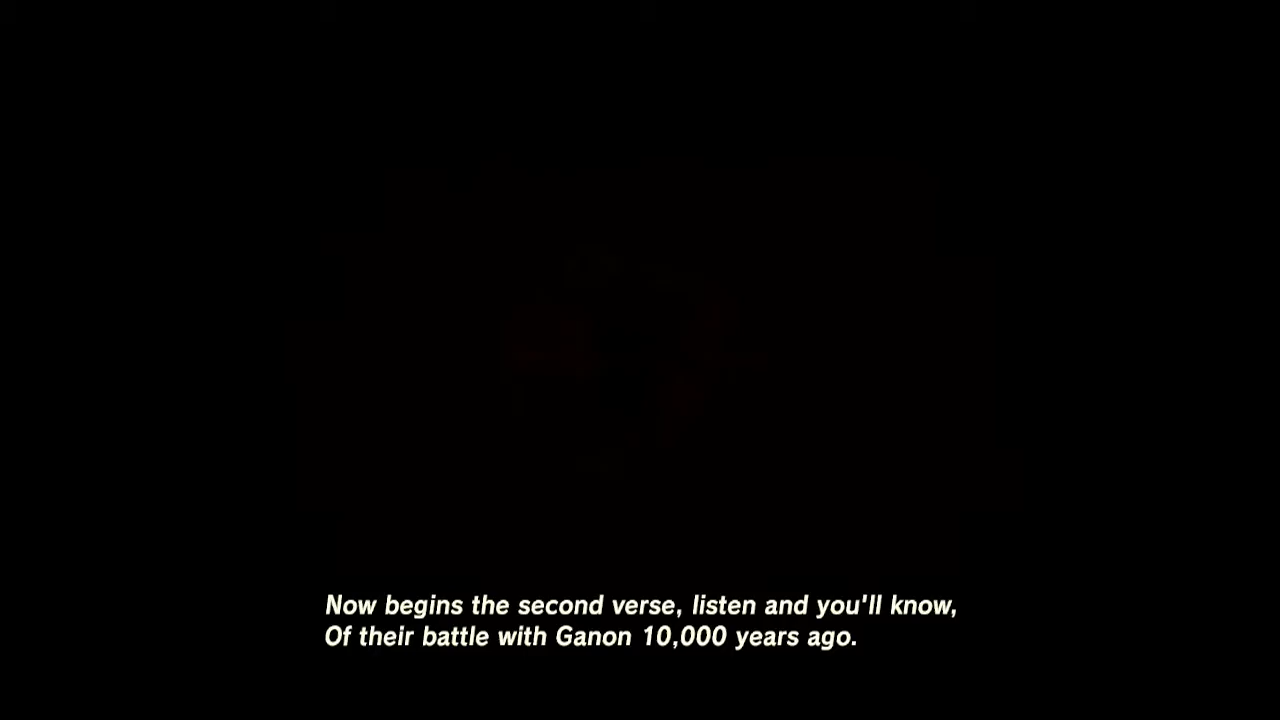 Now begins the second verse, listen and you'll know,
Of their battle with Ganon 10,000 years ago.